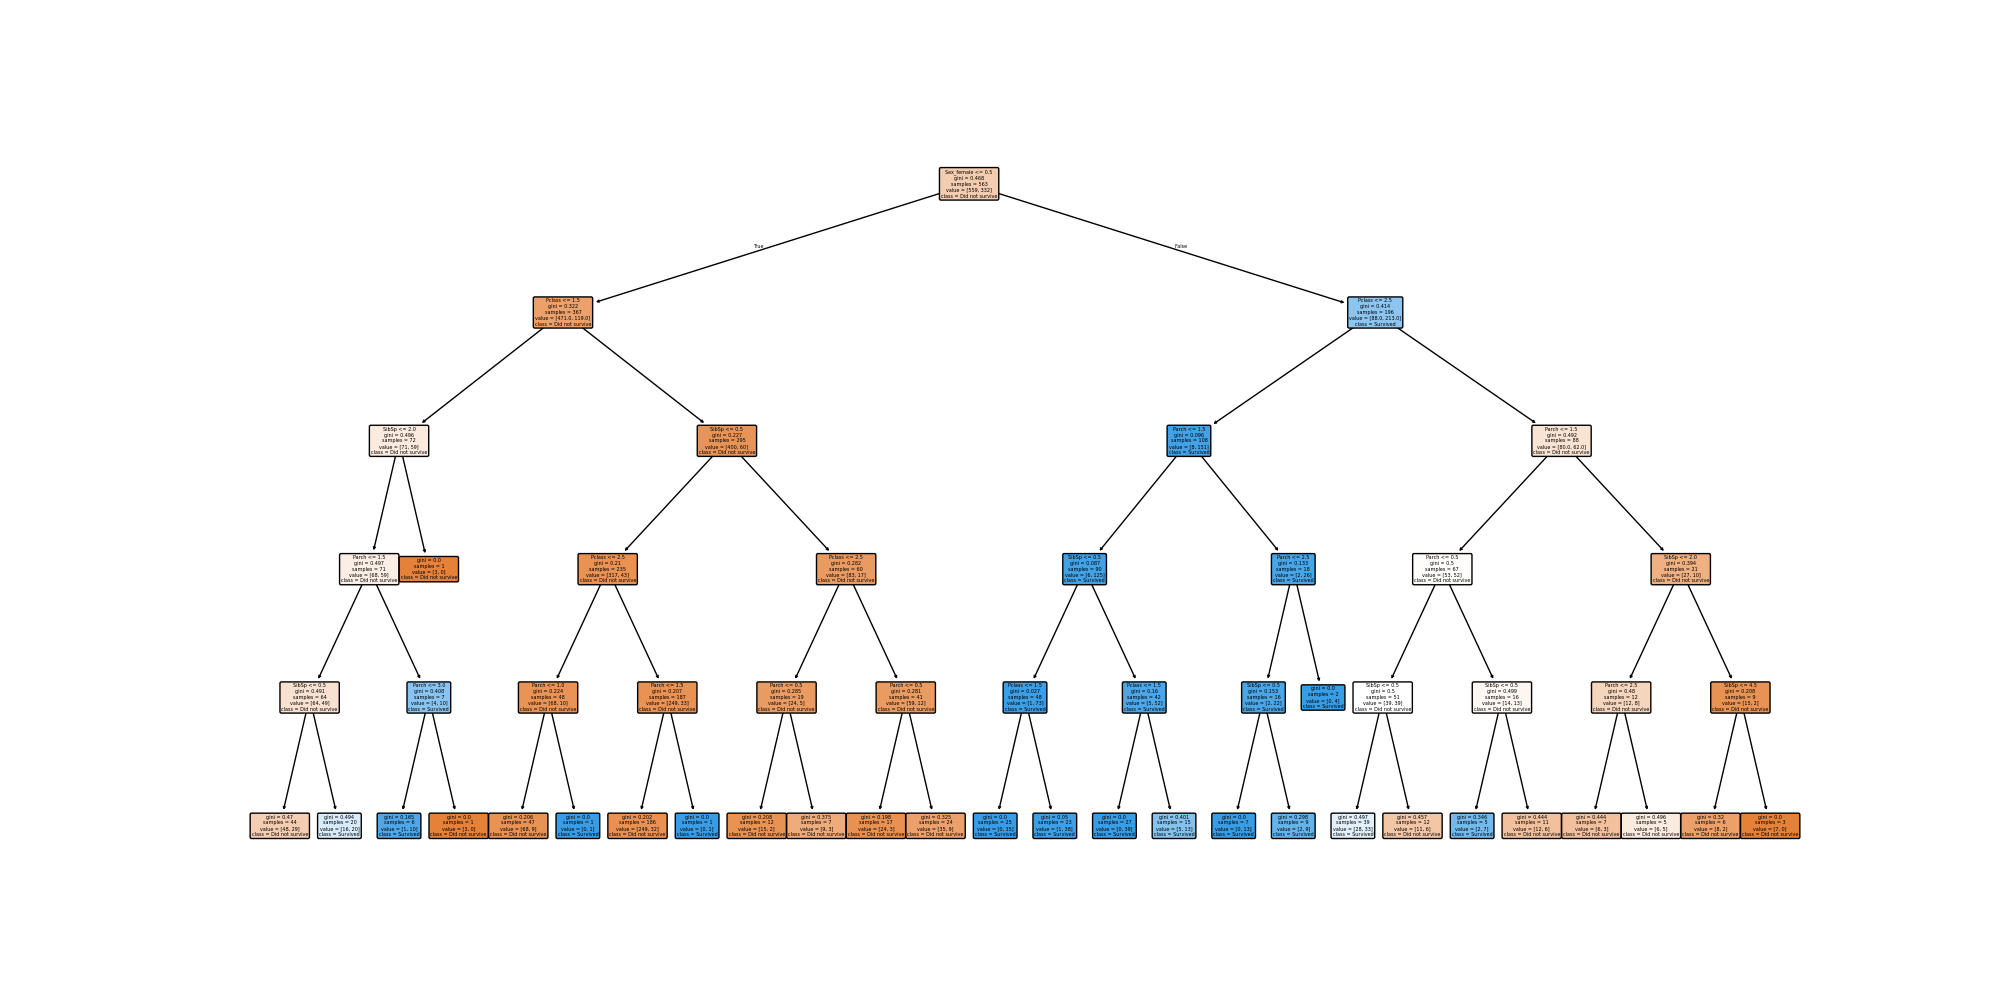 Sex_female <= 0.5
gini = 0.468
samples = 563
value = [559, 332]
class = Did not survive
True
False
Pclass <= 1.5
gini = 0.322
samples = 367
value = [471.0, 119.0]
class = Did not survive
Pclass <= 2.5
gini = 0.414
samples = 196
value = [88.0, 213.0]
class = Survived
SibSp <= 2.0
gini = 0.496
samples = 72
value = [71, 59]
class = Did not survive
SibSp <= 0.5
gini = 0.227
samples = 295
value = [400, 60]
class = Did not survive
Parch <= 1.5
gini = 0.096
samples = 108
value = [8, 151]
class = Survived
Parch <= 1.5
gini = 0.492
samples = 88
value = [80.0, 62.0]
class = Did not survive
Parch <= 1.5
gini = 0.497
samples = 71
value = [68, 59]
class = Did not survive
gini = 0.0
samples = 1
value = [3, 0]
class = Did not survive
Pclass <= 2.5
gini = 0.21
samples = 235
value = [317, 43]
class = Did not survive
Pclass <= 2.5
gini = 0.282
samples = 60
value = [83, 17]
class = Did not survive
SibSp <= 0.5
gini = 0.087
samples = 90
value = [6, 125]
class = Survived
Parch <= 2.5
gini = 0.133
samples = 18
value = [2, 26]
class = Survived
Parch <= 0.5
gini = 0.5
samples = 67
value = [53, 52]
class = Did not survive
SibSp <= 2.0
gini = 0.394
samples = 21
value = [27, 10]
class = Did not survive
SibSp <= 0.5
gini = 0.491
samples = 64
value = [64, 49]
class = Did not survive
Parch <= 3.0
gini = 0.408
samples = 7
value = [4, 10]
class = Survived
Parch <= 1.0
gini = 0.224
samples = 48
value = [68, 10]
class = Did not survive
Parch <= 1.5
gini = 0.207
samples = 187
value = [249, 33]
class = Did not survive
Parch <= 0.5
gini = 0.285
samples = 19
value = [24, 5]
class = Did not survive
Parch <= 0.5
gini = 0.281
samples = 41
value = [59, 12]
class = Did not survive
Pclass <= 1.5
gini = 0.027
samples = 48
value = [1, 73]
class = Survived
Pclass <= 1.5
gini = 0.16
samples = 42
value = [5, 52]
class = Survived
SibSp <= 0.5
gini = 0.153
samples = 16
value = [2, 22]
class = Survived
gini = 0.0
samples = 2
value = [0, 4]
class = Survived
SibSp <= 0.5
gini = 0.5
samples = 51
value = [39, 39]
class = Did not survive
SibSp <= 0.5
gini = 0.499
samples = 16
value = [14, 13]
class = Did not survive
Parch <= 2.5
gini = 0.48
samples = 12
value = [12, 8]
class = Did not survive
SibSp <= 4.5
gini = 0.208
samples = 9
value = [15, 2]
class = Did not survive
gini = 0.47
samples = 44
value = [48, 29]
class = Did not survive
gini = 0.494
samples = 20
value = [16, 20]
class = Survived
gini = 0.165
samples = 6
value = [1, 10]
class = Survived
gini = 0.0
samples = 1
value = [3, 0]
class = Did not survive
gini = 0.206
samples = 47
value = [68, 9]
class = Did not survive
gini = 0.0
samples = 1
value = [0, 1]
class = Survived
gini = 0.202
samples = 186
value = [249, 32]
class = Did not survive
gini = 0.0
samples = 1
value = [0, 1]
class = Survived
gini = 0.208
samples = 12
value = [15, 2]
class = Did not survive
gini = 0.375
samples = 7
value = [9, 3]
class = Did not survive
gini = 0.198
samples = 17
value = [24, 3]
class = Did not survive
gini = 0.325
samples = 24
value = [35, 9]
class = Did not survive
gini = 0.0
samples = 25
value = [0, 35]
class = Survived
gini = 0.05
samples = 23
value = [1, 38]
class = Survived
gini = 0.0
samples = 27
value = [0, 39]
class = Survived
gini = 0.401
samples = 15
value = [5, 13]
class = Survived
gini = 0.0
samples = 7
value = [0, 13]
class = Survived
gini = 0.298
samples = 9
value = [2, 9]
class = Survived
gini = 0.497
samples = 39
value = [28, 33]
class = Survived
gini = 0.457
samples = 12
value = [11, 6]
class = Did not survive
gini = 0.346
samples = 5
value = [2, 7]
class = Survived
gini = 0.444
samples = 11
value = [12, 6]
class = Did not survive
gini = 0.444
samples = 7
value = [6, 3]
class = Did not survive
gini = 0.496
samples = 5
value = [6, 5]
class = Did not survive
gini = 0.32
samples = 6
value = [8, 2]
class = Did not survive
gini = 0.0
samples = 3
value = [7, 0]
class = Did not survive